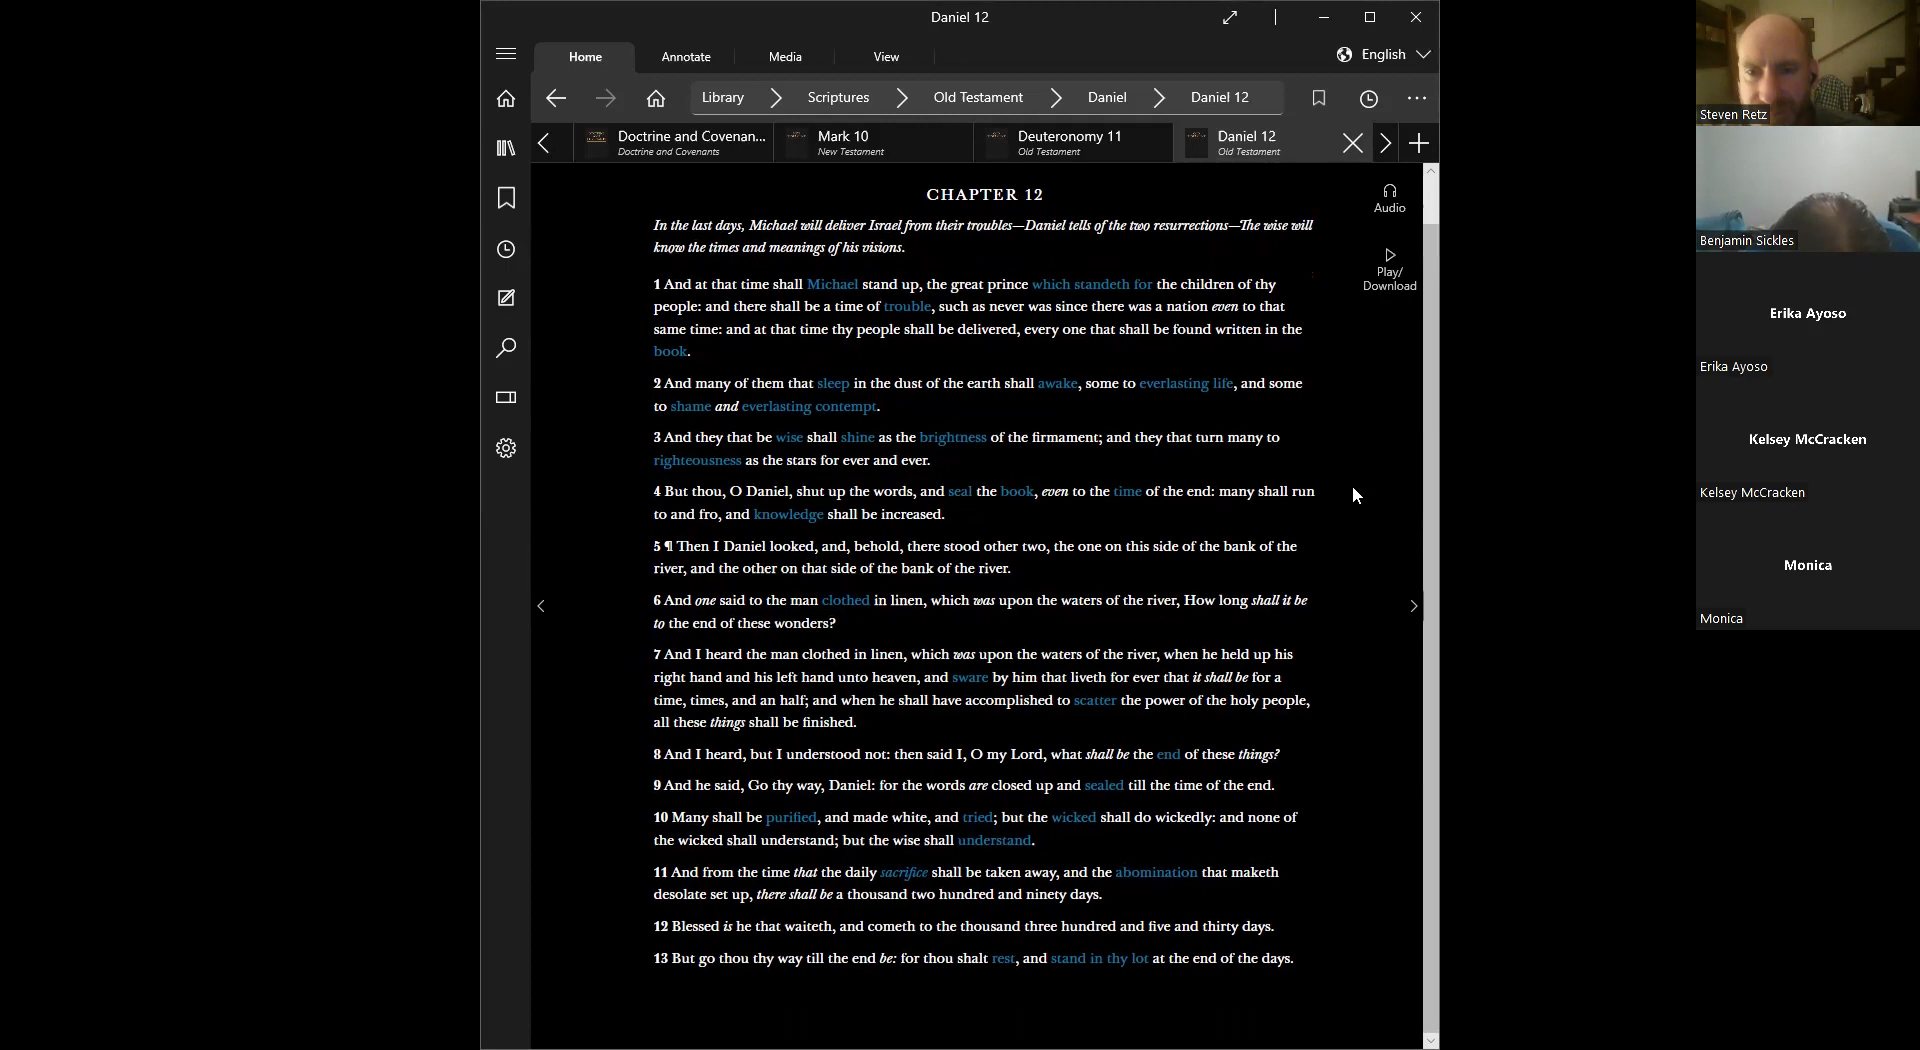 Daniel 12
Home
Annotate
Media
View
English
Library
Scriptures
Old Testament
Daniel
Daniel 12
Doctrine and Covenan...
Doctrine and Covenants
Mark 10
New Testament
Deuteronomy 11
Old Testament
Daniel 12
Old Testament
Audio
Play/
Download
CHAPTER 12
In the last days, Michael will deliver Israel from their troubles—Daniel tells of the two resurrections—The wise will
know the times and meanings of his visions.
1 And at that time shall Michael stand up, the great prince which standeth for the children of thy
people: and there shall be a time of trouble, such as never was since there was a nation even to that
same time: and at that time thy people shall be delivered, every one that shall be found written in the
book.
2 And many of them that sleep in the dust of the earth shall awake, some to everlasting life, and some
to shame and everlasting contempt.
3 And they that be wise shall shine as the brightness of the firmament; and they that turn many to
righteousness as the stars for ever and ever.
4 But thou, O Daniel, shut up the words, and seal the book, even to the time of the end: many shall run
to and fro, and knowledge shall be increased.
5 ¶ Then I Daniel looked, and, behold, there stood other two, the one on this side of the bank of the
river, and the other on that side of the bank of the river.
6 And one said to the man clothed in linen, which was upon the waters of the river, How long shall it be
to the end of these wonders?
7 And I heard the man clothed in linen, which was upon the waters of the river, when he held up his
right hand and his left hand unto heaven, and sware by him that liveth for ever that it shall be for a
time, times, and an half; and when he shall have accomplished to scatter the power of the holy people,
all these things shall be finished.
8 And I heard, but I understood not: then said I, O my Lord, what shall be the end of these things?
9 And he said, Go thy way, Daniel: for the words are closed up and sealed till the time of the end.
10 Many shall be purified, and made white, and tried; but the wicked shall do wickedly: and none of
the wicked shall understand; but the wise shall understand.
11 And from the time that the daily sacrifice shall be taken away, and the abomination that maketh
desolate set up, there shall be a thousand two hundred and ninety days.
12 Blessed is he that waiteth, and cometh to the thousand three hundred and five and thirty days.
13 But go thou thy way till the end be: for thou shalt rest, and stand in thy lot at the end of the days.
Steven Retz
Benjamin Sickles
Erika Ayoso
Erika Ayoso
Kelsey McCracken
Kelsey McCracken
Monica
Monica